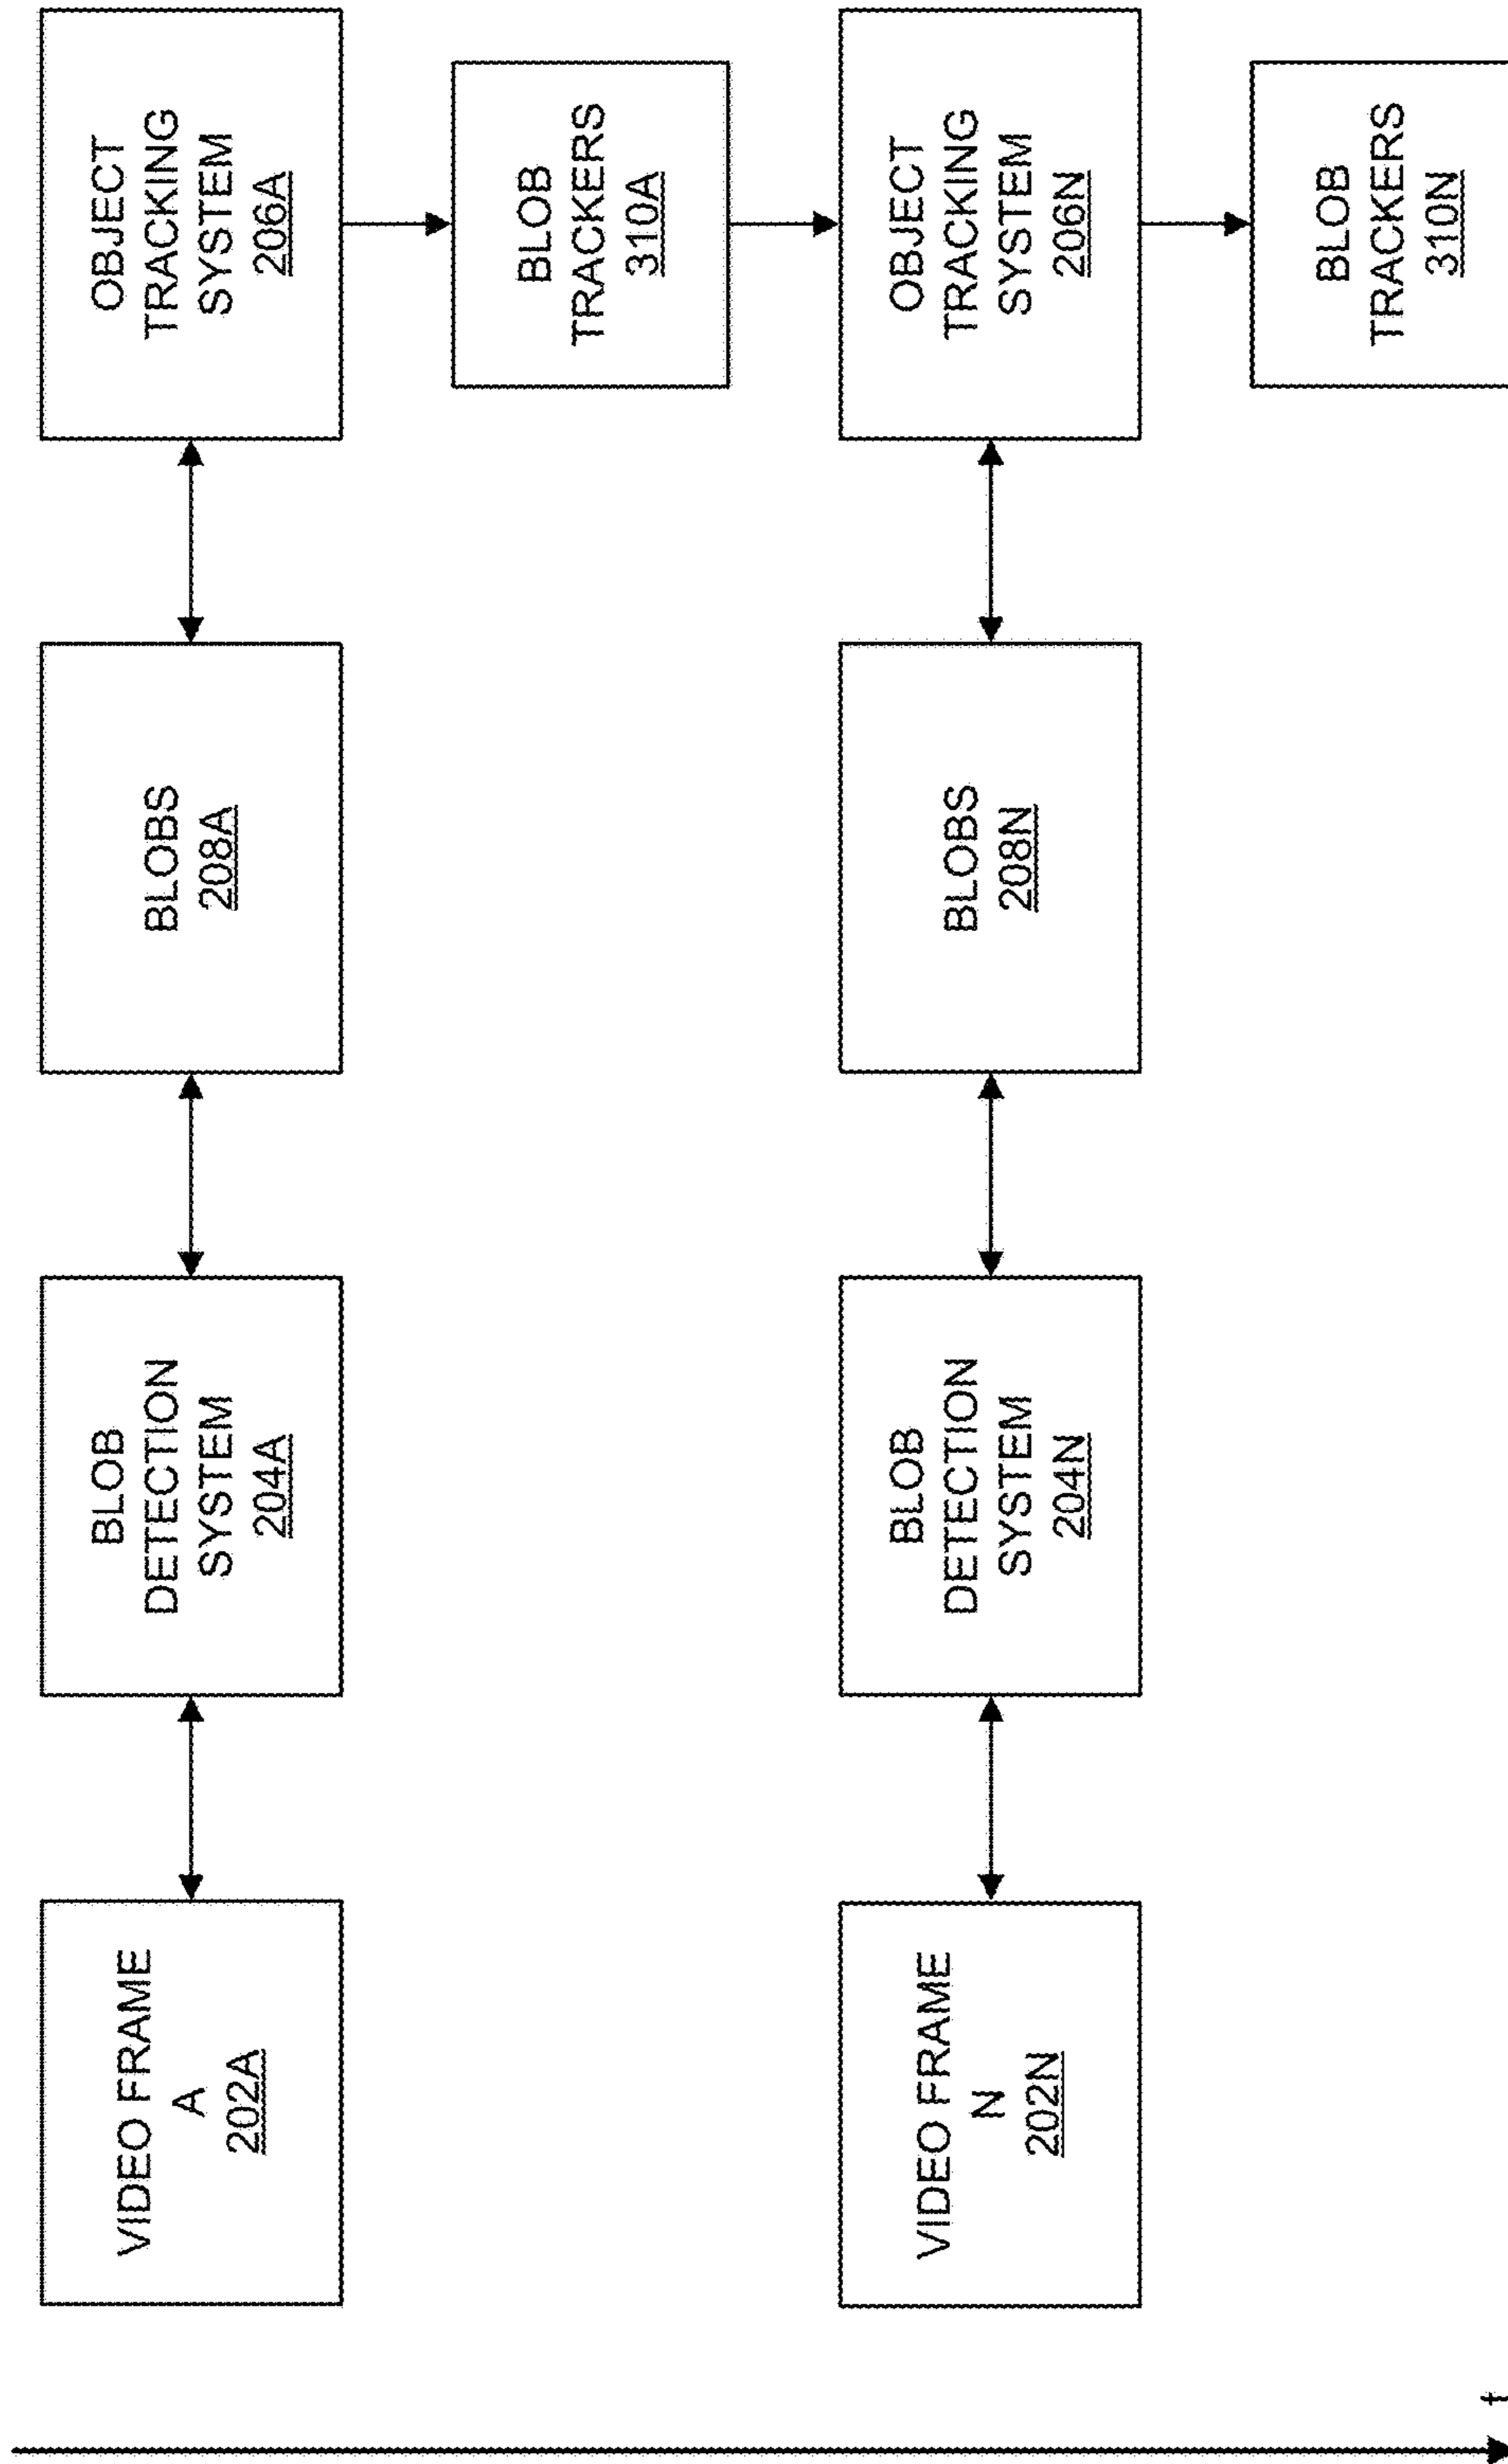 VIDEO FRAME
A
202A
BLOB
DETECTION
SYSTEM
204A
BLOBS
208A
OBJECT
TRACKING
SYSTEM
206A
BLOB
TRACKERS
310A
VIDEO FRAME
N
202N
BLOB
DETECTION
SYSTEM
204N
BLOBS
208N
OBJECT
TRACKING
SYSTEM
206N
BLOB
TRACKERS
310N
t